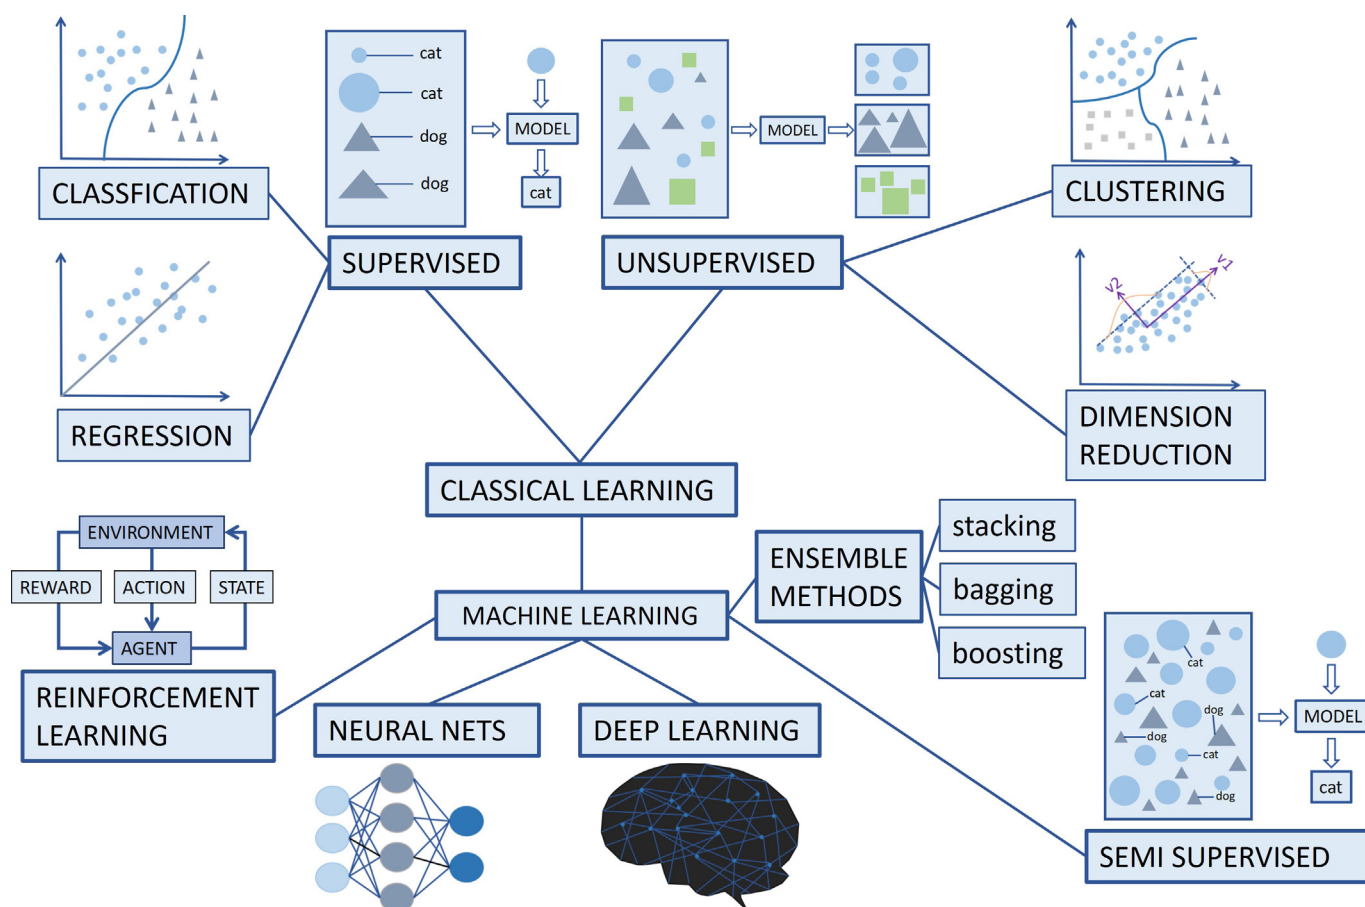 cat
cat
dog
dog
MODEL
cat
MODEL
CLASSFICATION
SUPERVISED
UNSUPERVISED
CLUSTERING
REGRESSION
V2
V1
DIMENSION
REDUCTION
CLASSICAL LEARNING
ENVIRONMENT
REWARD
ACTION
STATE
AGENT
REINFORCEMENT
LEARNING
MACHINE LEARNING
ENSEMBLE
METHODS
stacking
bagging
boosting
NEURAL NETS
DEEP LEARNING
cat
cat
dog
dog
cat
dog
MODEL
cat
SEMI SUPERVISED